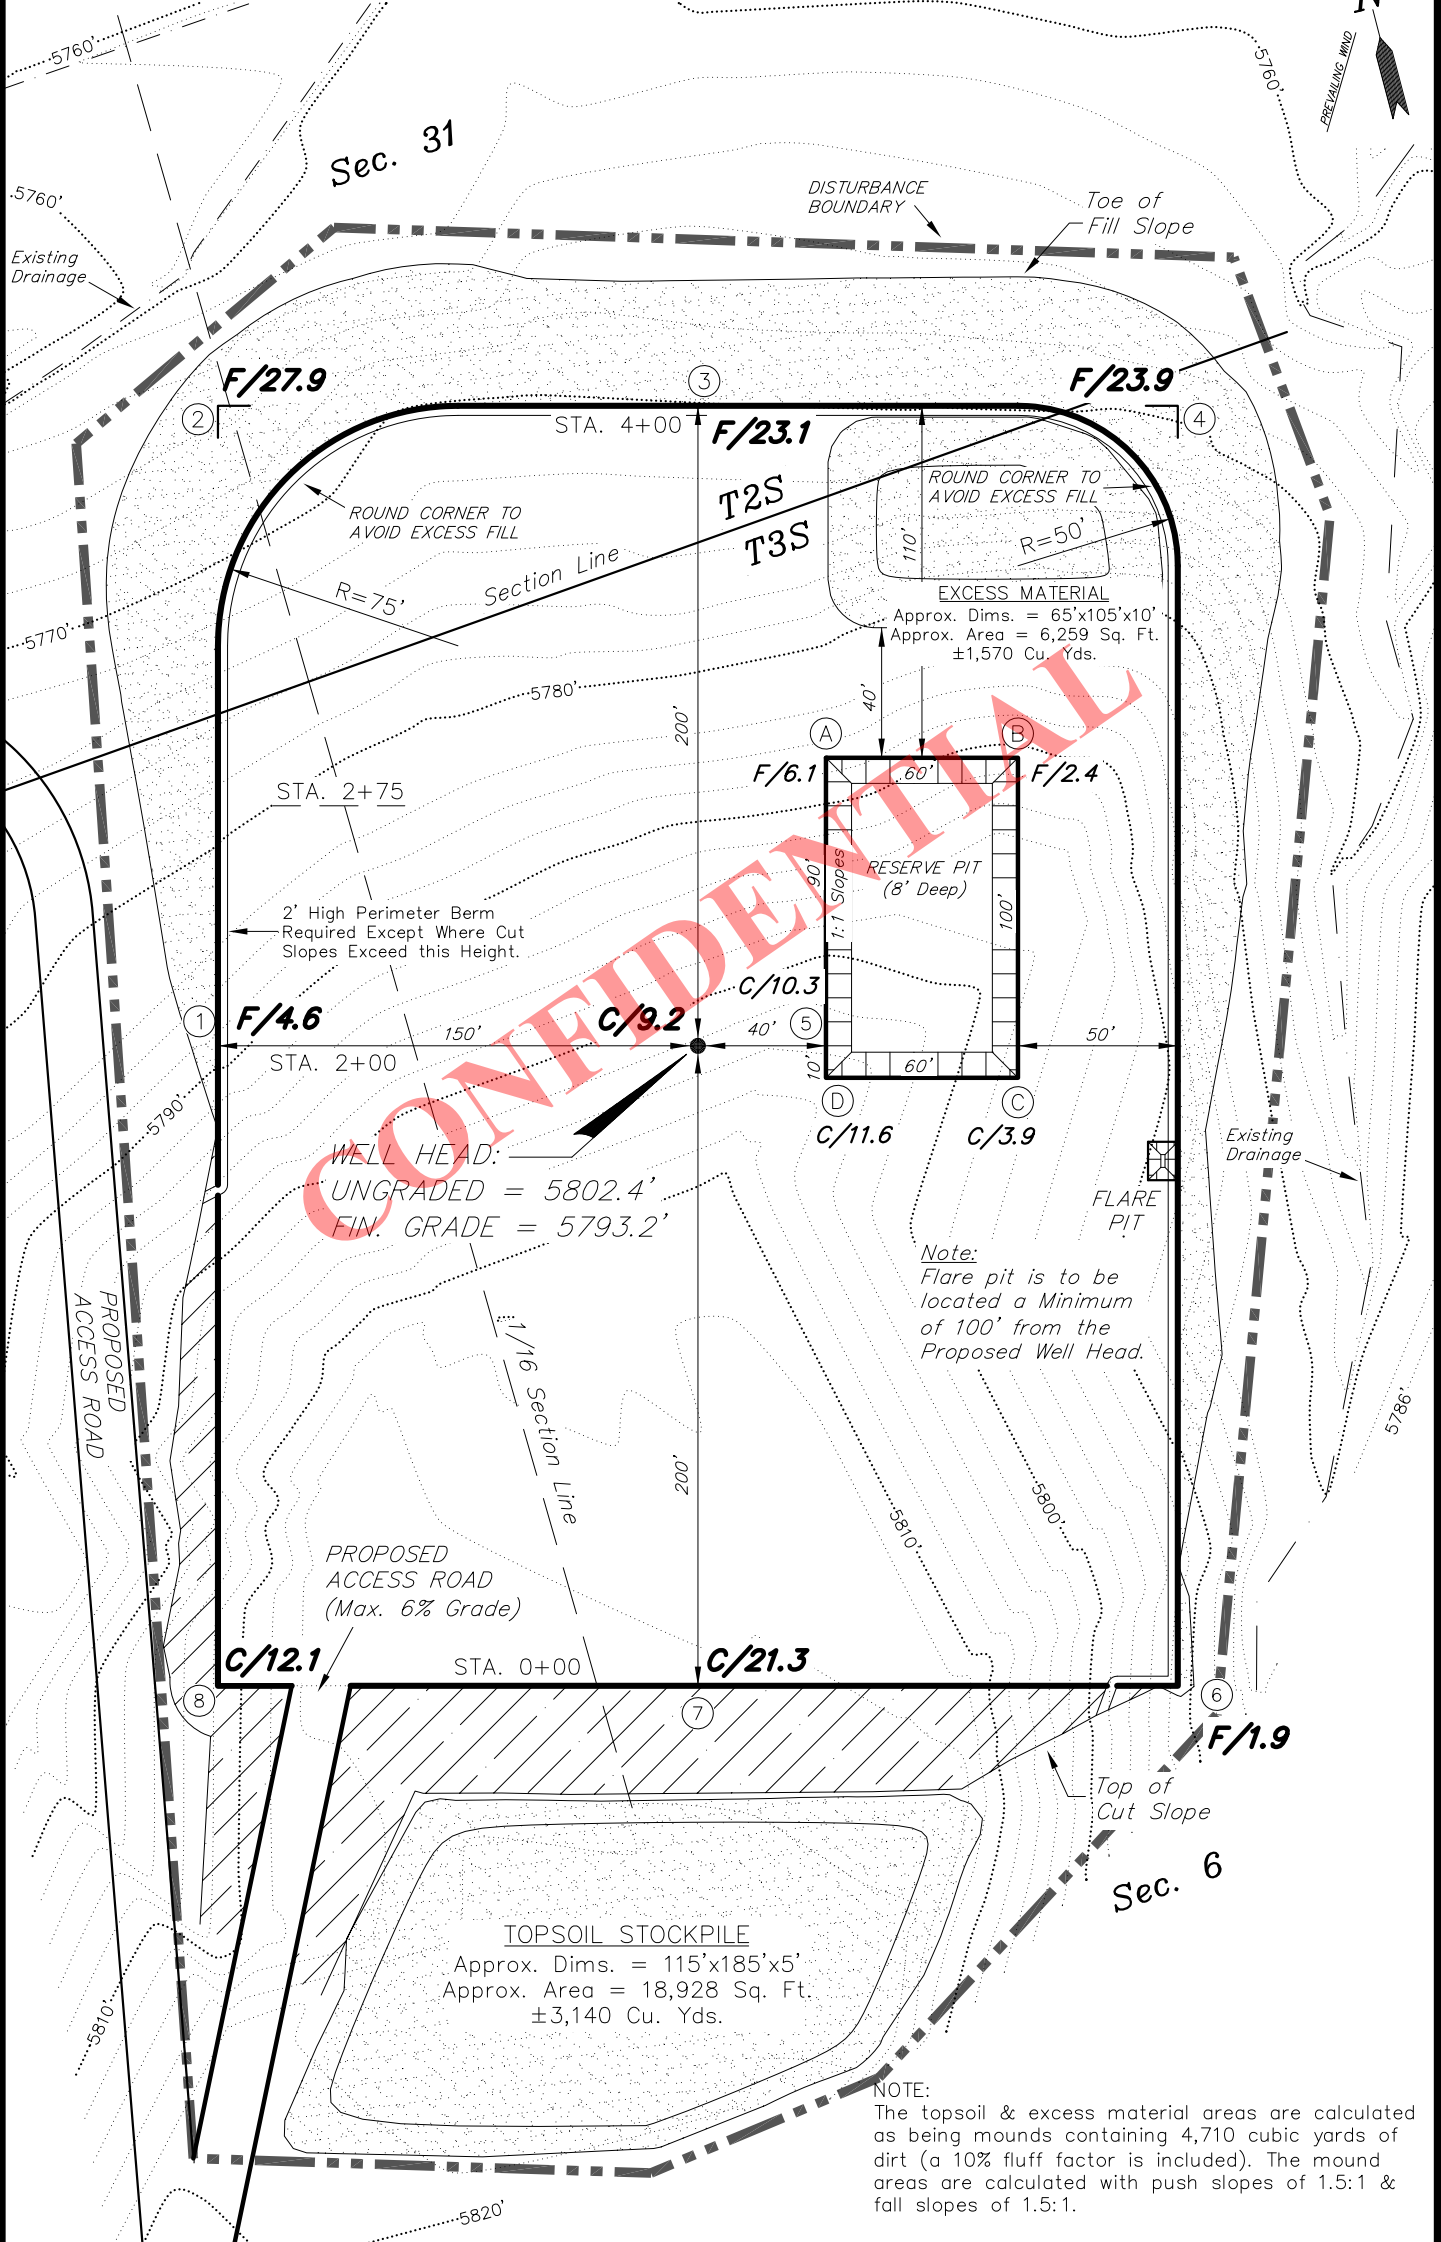 N
PREVAILING WIND
5760'
5760'
Sec. 31
5760'
DISTURBANCE
BOUNDARY
Toe of
Fill Slope
Existing
Drainage
F/27.9
3
F/23.9
2
4
STA. 4+00
F/23.1
ROUND CORNER TO
AVOID EXCESS FILL
T2S
T3S
ROUND CORNER TO
AVOID EXCESS FILL
110'
R=50'
Section Line
R=75'
5770'
EXCESS MATERIAL
Approx. Dims. = 65'x105'x10'
Approx. Area = 6,259 Sq. Ft.
±1,570 Cu. Yds.
5780'
40'
200'
A
B
F/6.1
60'
F/2.4
STA. 2+75
RESERVE PIT
(8' Deep)
90'
1:1 Slopes
100'
2' High Perimeter Berm
Required Except Where Cut
Slopes Exceed this Height.
CONFIDENTIAL
C/10.3
1
F/4.6
150'
C/9.2
40'
5
50'
STA. 2+00
10'
60'
5790'
D
C
C/11.6
C/3.9
Existing
Drainage
WELL HEAD:
UNGRADED = 5802.4'
FIN. GRADE = 5793.2'
FLARE
PIT
Note:
Flare pit is to be
located a Minimum
of 100' from the
Proposed Well Head.
PROPOSED
ACCESS ROAD
1/16 Section Line
5786'
200'
5810'
5800'
PROPOSED
ACCESS ROAD
(Max. 6% Grade)
C/12.1
STA. 0+00
C/21.3
8
7
6
F/1.9
Top of
Cut Slope
Sec. 6
TOPSOIL STOCKPILE
Approx. Dims. = 115'x185'x5'
Approx. Area = 18,928 Sq. Ft.
±3,140 Cu. Yds.
5810'
5820'
NOTE:
The topsoil & excess material areas are calculated
as being mounds containing 4,710 cubic yards of
dirt (a 10% fluff factor is included). The mound
areas are calculated with push slopes of 1.5:1 &
fall slopes of 1.5:1.